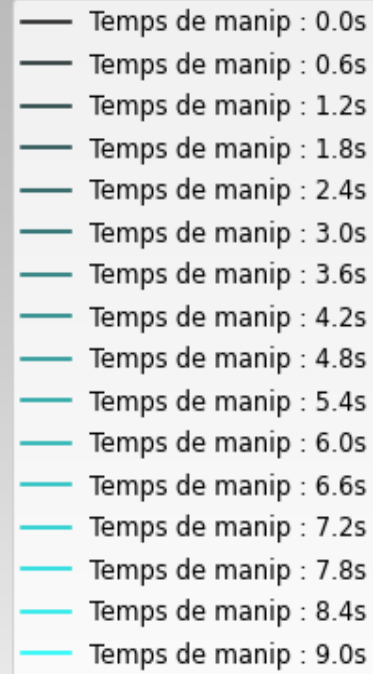 Temps de manip : 0.0s
Temps de manip : 0.6s
Temps de manip : 1.2s
Temps de manip : 1.8s
Temps de manip : 2.4s
Temps de manip : 3.0s
Temps de manip : 3.6s
Temps de manip : 4.2s
Temps de manip : 4.8s
Temps de manip : 5.4s
Temps de manip : 6.0s
Temps de manip : 6.6s
Temps de manip : 7.2s
Temps de manip : 7.8s
Temps de manip : 8.4s
Temps de manip : 9.0s